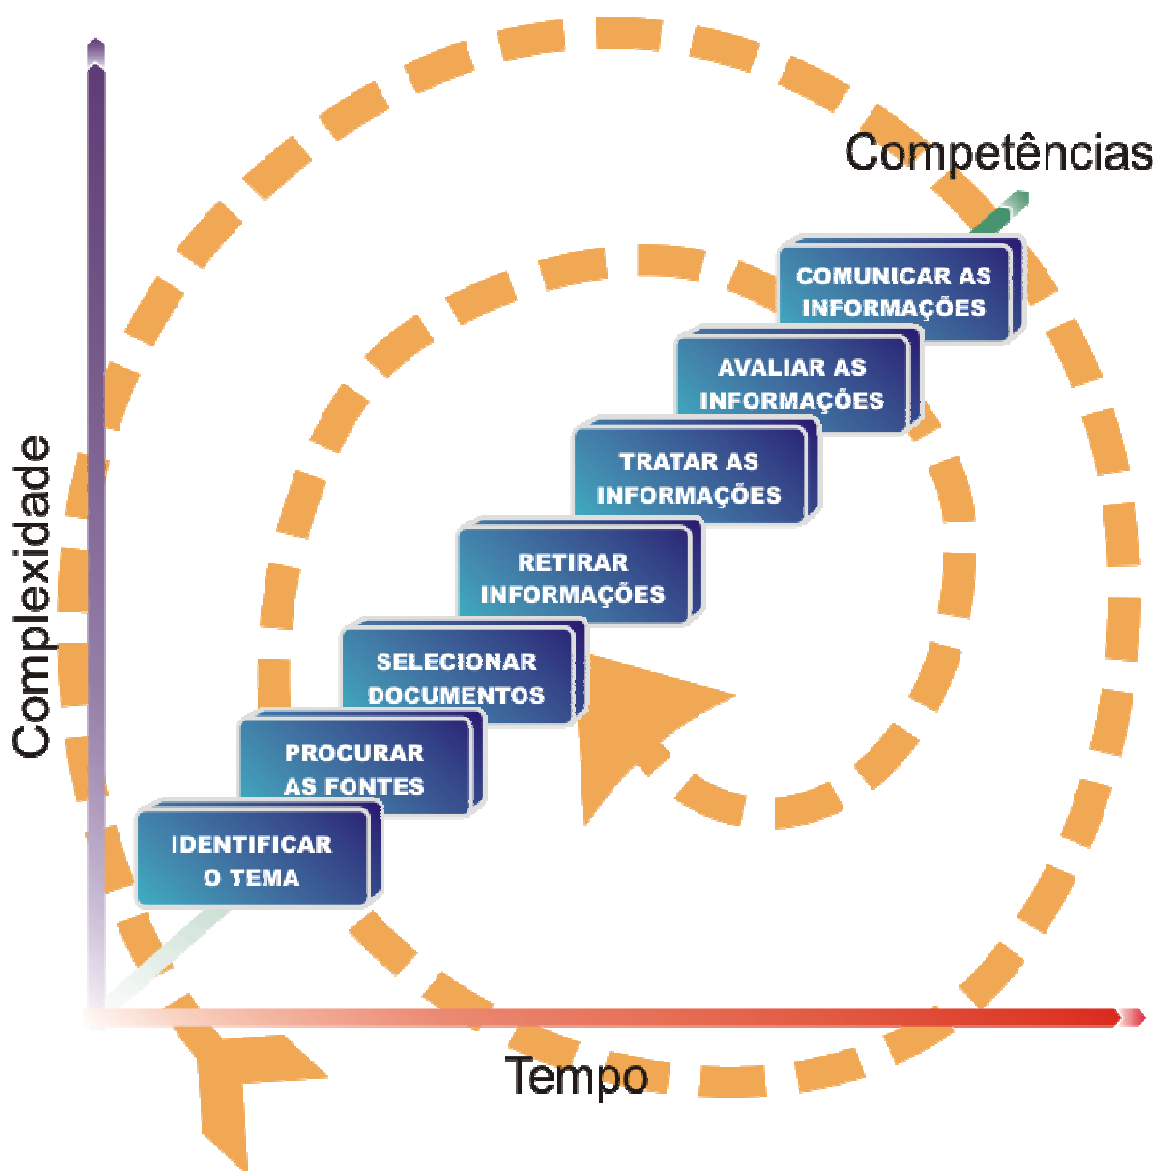 Competências
COMUNICAR AS
INFORMAÇÕES
AVALIAR AS
INFORMAÇÕES
TRATAR AS
INFORMAÇÕES
RETIRAR
INFORMAÇÕES
SELECIONAR
DOCUMENTOS
PROCURAR
AS FONTES
IDENTIFICAR
O TEMA
Complexidade
Tempo